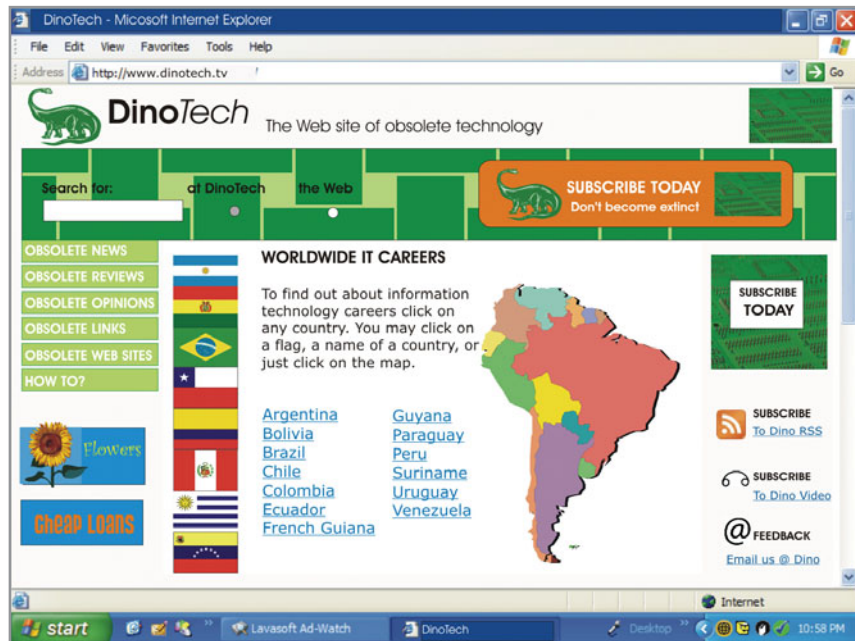 DinoTech - Micosoft Internet Explorer
File Edit View Favorites Tools Help
Address http://www.dinotech.tv Go
DinoTech The Web site of obsolete technology
Search for: at DinoTech the Web
SUBSCRIBE TODAY
Don't become extinct
OBSOLETE NEWS
OBSOLETE REVIEWS
OBSOLETE OPINIONS
OBSOLETE LINKS
OBSOLETE WEB SITES
HOW TO?
Flowers
Cheap Loans
WORLDWIDE IT CAREERS
To find out about information
technology careers click on
any country. You may click on
a flag, a name of a country, or
just click on the map.
Argentina
Bolivia
Brazil
Chile
Colombia
Ecuador
French Guiana
Guyana
Paraguay
Peru
Suriname
Uruguay
Venezuela
SUBSCRIBE
TODAY
SUBSCRIBE
To Dino RSS
SUBSCRIBE
To Dino Video
@ FEEDBACK
Email us @ Dino
Internet
start Lavasoft Ad-Watch DinoTech Desktop 10:58 PM